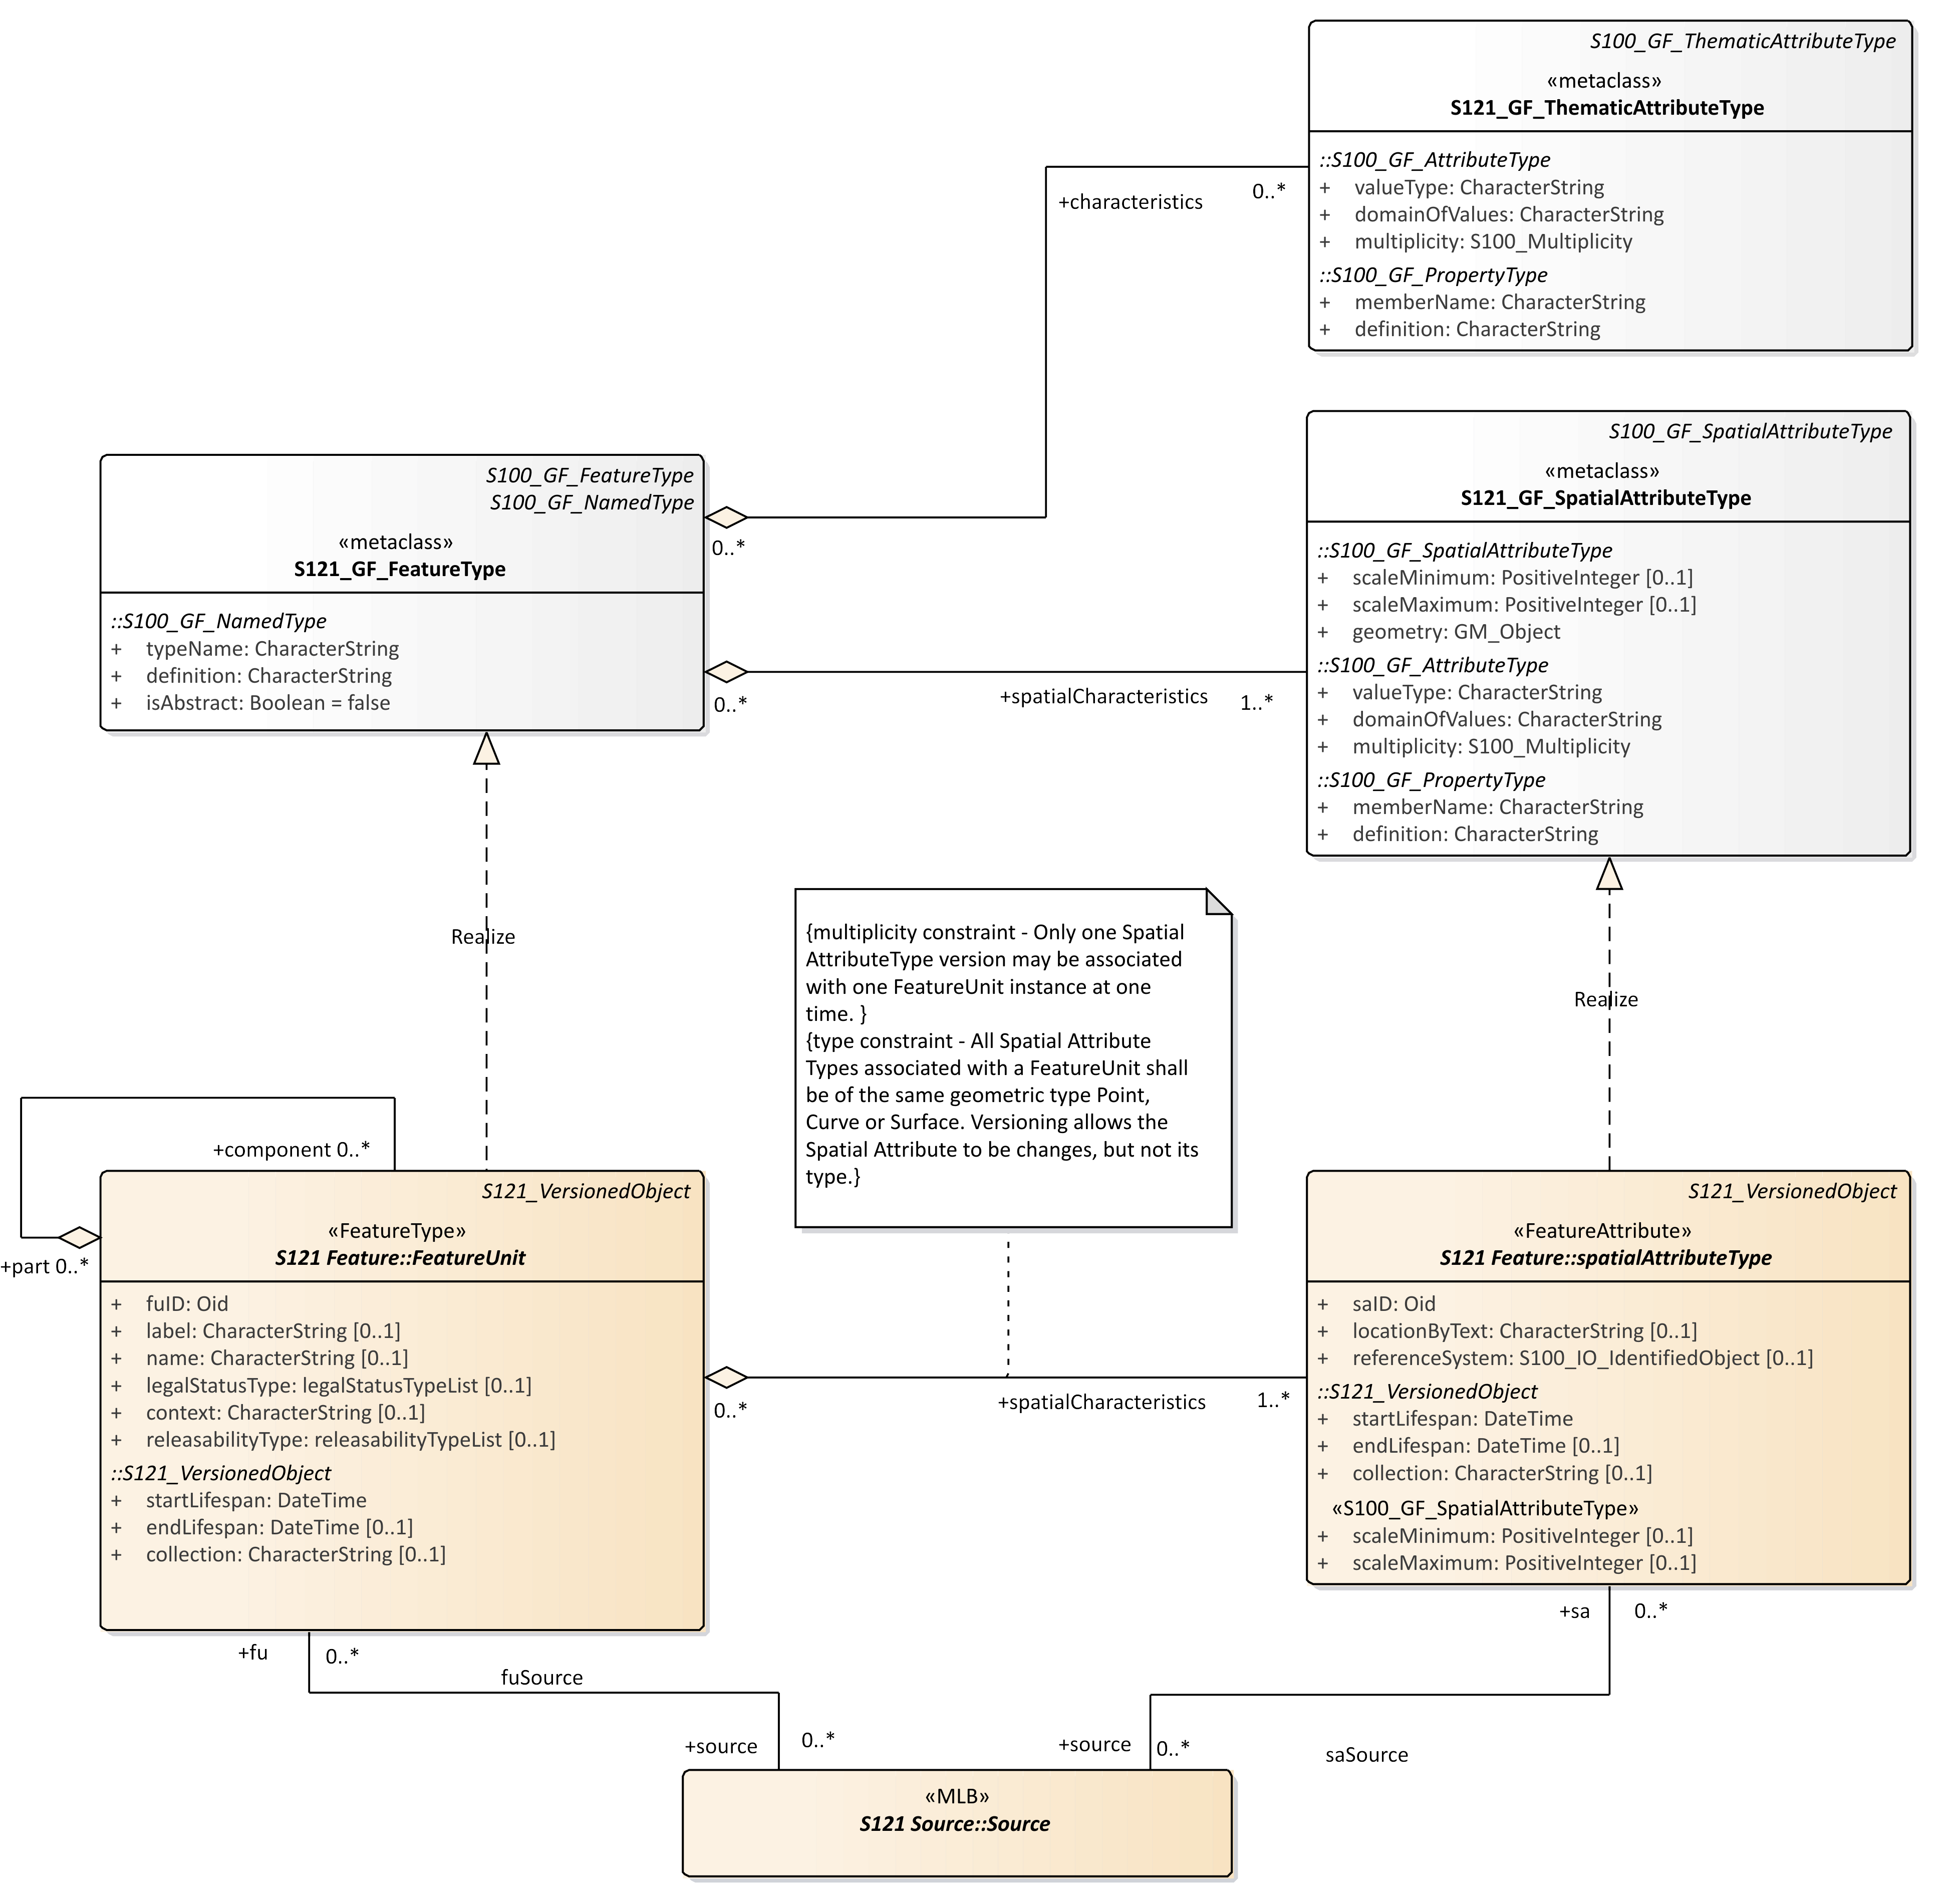 S100_GF_ThematicAttributeType
«metaclass»
S121_GF_ThematicAttributeType
::S100_GF_AttributeType
+ valueType: CharacterString
+ domainOfValues: CharacterString
+ multiplicity: S100_Multiplicity
::S100_GF_PropertyType
+ memberName: CharacterString
+ definition: CharacterString
+characteristics
0..*
S100_GF_SpatialAttributeType
«metaclass»
S121_GF_SpatialAttributeType
::S100_GF_SpatialAttributeType
+ scaleMinimum: PositiveInteger [0..1]
+ scaleMaximum: PositiveInteger [0..1]
+ geometry: GM_Object
::S100_GF_AttributeType
+ valueType: CharacterString
+ domainOfValues: CharacterString
+ multiplicity: S100_Multiplicity
::S100_GF_PropertyType
+ memberName: CharacterString
+ definition: CharacterString
S100_GF_FeatureType
S100_GF_NamedType
«metaclass»
S121_GF_FeatureType
::S100_GF_NamedType
+ typeName: CharacterString
+ definition: CharacterString
+ isAbstract: Boolean = false
0..*
0..*
+spatialCharacteristics
1..*
Realize
{multiplicity constraint - Only one Spatial
AttributeType version may be associated
with one FeatureUnit instance at one
time. }
{type constraint - All Spatial Attribute
Types associated with a FeatureUnit shall
be of the same geometric type Point,
Curve or Surface. Versioning allows the
Spatial Attribute to be changes, but not its
type.}
Realize
+component 0..*
+part 0..*
S121_VersionedObject
«FeatureType»
S121 Feature::FeatureUnit
+ fuID: Oid
+ label: CharacterString [0..1]
+ name: CharacterString [0..1]
+ legalStatusType: legalStatusTypeList [0..1]
+ context: CharacterString [0..1]
+ releasabilityType: releasabilityTypeList [0..1]
::S121_VersionedObject
+ startLifespan: DateTime
+ endLifespan: DateTime [0..1]
+ collection: CharacterString [0..1]
0..*
+spatialCharacteristics
1..*
S121_VersionedObject
«FeatureAttribute»
S121 Feature::spatialAttributeType
+ saID: Oid
+ locationByText: CharacterString [0..1]
+ referenceSystem: S100_IO_IdentifiedObject [0..1]
::S121_VersionedObject
+ startLifespan: DateTime
+ endLifespan: DateTime [0..1]
+ collection: CharacterString [0..1]
«S100_GF_SpatialAttributeType»
+ scaleMinimum: PositiveInteger [0..1]
+ scaleMaximum: PositiveInteger [0..1]
+fu
0..*
fuSource
+source
0..*
+sa
0..*
+source
0..*
saSource
«MLB»
S121 Source::Source